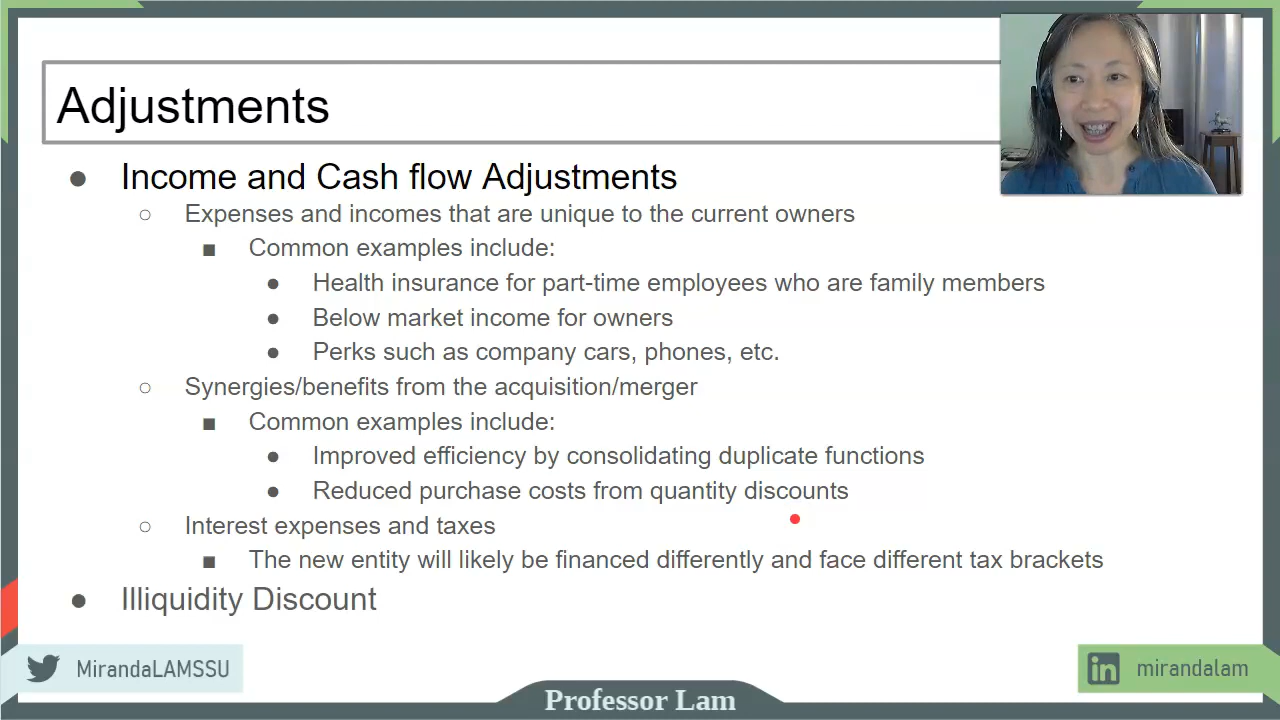 Adjustments
● Income and Cash flow Adjustments
○ Expenses and incomes that are unique to the current owners
■ Common examples include:
● Health insurance for part-time employees who are family members
● Below market income for owners
● Perks such as company cars, phones, etc.
○ Synergies/benefits from the acquisition/merger
■ Common examples include:
● Improved efficiency by consolidating duplicate functions
● Reduced purchase costs from quantity discounts
○ Interest expenses and taxes
■ The new entity will likely be financed differently and face different tax brackets
● Illiquidity Discount
MirandaLAMSSU
in mirandalam
Professor Lam